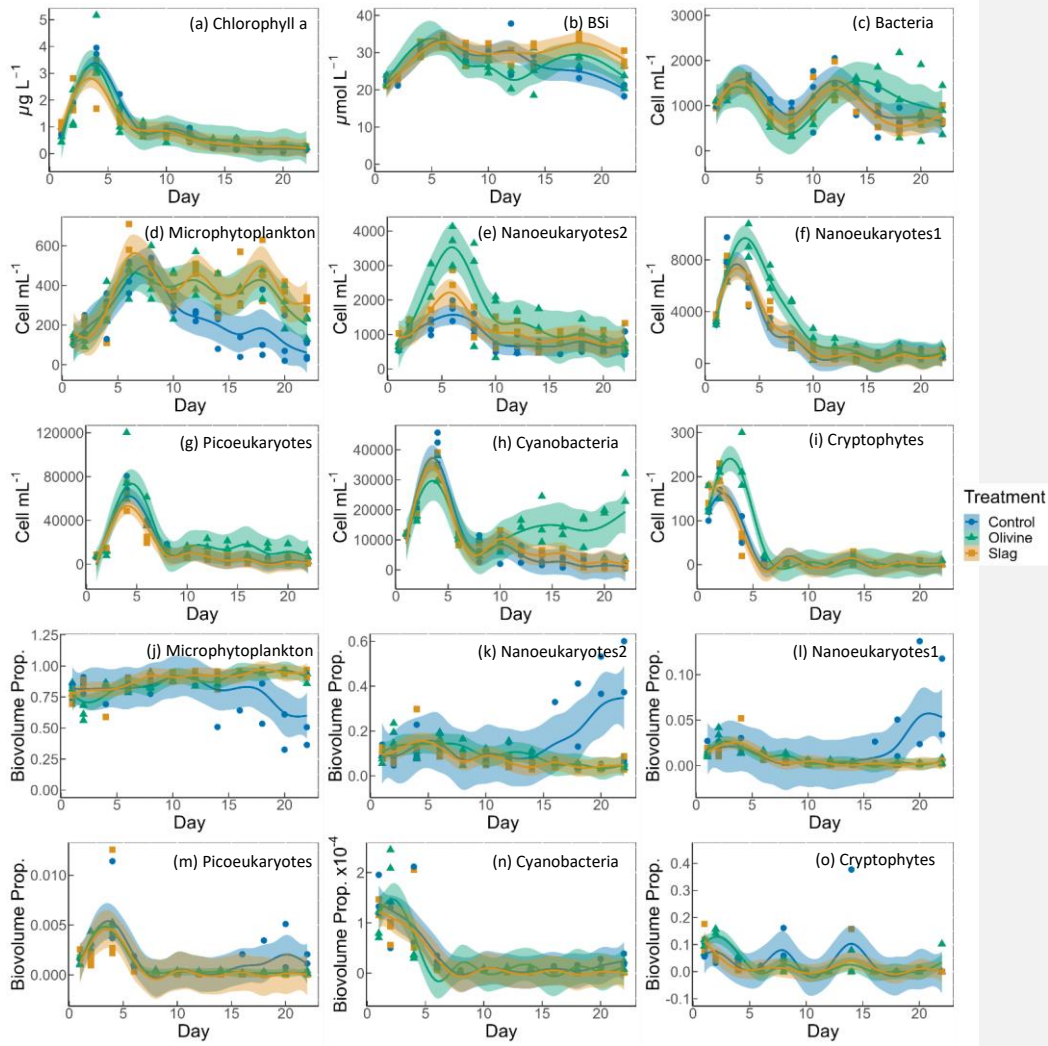 (a) Chlorophyll a
5
4
3
2
1
0
µg L⁻¹
0 5 10 15 20
Day
(b) BSi
40
30
20
10
0
µmol L⁻¹
0 5 10 15 20
Day
(c) Bacteria
3000
2000
1000
0
Cell mL⁻¹
0 5 10 15 20
Day
(d) Microphytoplankton
600
400
200
0
Cell mL⁻¹
0 5 10 15 20
Day
(e) Nanoeukaryotes2
4000
3000
2000
1000
0
Cell mL⁻¹
0 5 10 15 20
Day
(f) Nanoeukaryotes1
8000
4000
0
Cell mL⁻¹
0 5 10 15 20
Day
(g) Picoeukaryotes
120000
80000
40000
0
Cell mL⁻¹
0 5 10 15 20
Day
(h) Cyanobacteria
40000
30000
20000
10000
0
Cell mL⁻¹
0 5 10 15 20
Day
(i) Cryptophytes
300
200
100
0
Cell mL⁻¹
0 5 10 15 20
Day
Treatment
Control
Olivine
Slag
(j) Microphytoplankton
1.25
1.00
0.75
0.50
0.25
0.00
Biovolume Prop.
0 5 10 15 20
Day
(k) Nanoeukaryotes2
0.6
0.4
0.2
0.0
Biovolume Prop.
0 5 10 15 20
Day
(l) Nanoeukaryotes1
0.10
0.05
0.00
Biovolume Prop.
0 5 10 15 20
Day
(m) Picoeukaryotes
0.010
0.005
0.000
Biovolume Prop.
0 5 10 15 20
Day
(n) Cyanobacteria
2
1
0
Biovolume Prop. x10⁻⁴
0 5 10 15 20
Day
(o) Cryptophytes
0.4
0.3
0.2
0.1
0.0
-0.1
Biovolume Prop.
0 5 10 15 20
Day